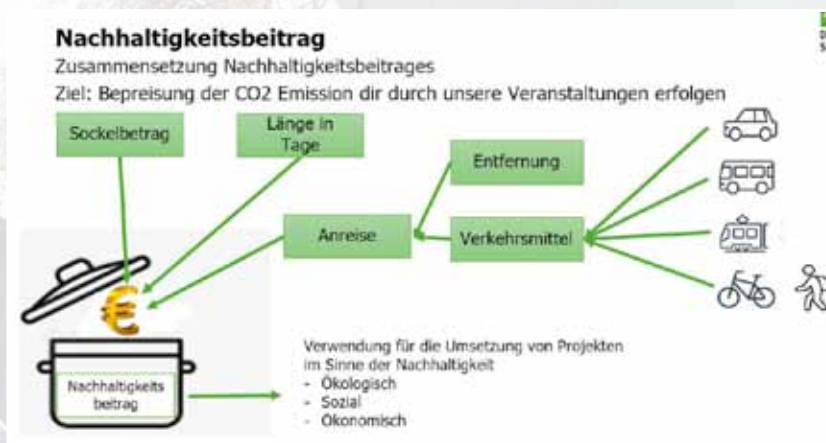 Nachhaltigkeitsbeitrag
Zusammensetzung Nachhaltigkeitsbeitrages
Ziel: Bepreisung der CO2 Emission dir durch unsere Veranstaltungen erfolgen
Sockelbetrag
Länge in
Tage
Entfernung
Anreise
Verkehrsmittel
€
Nachhaltigkeits
beitrag
Verwendung für die Umsetzung von Projekten
im Sinne der Nachhaltigkeit
- Ökologisch
- Sozial
- Ökonomisch